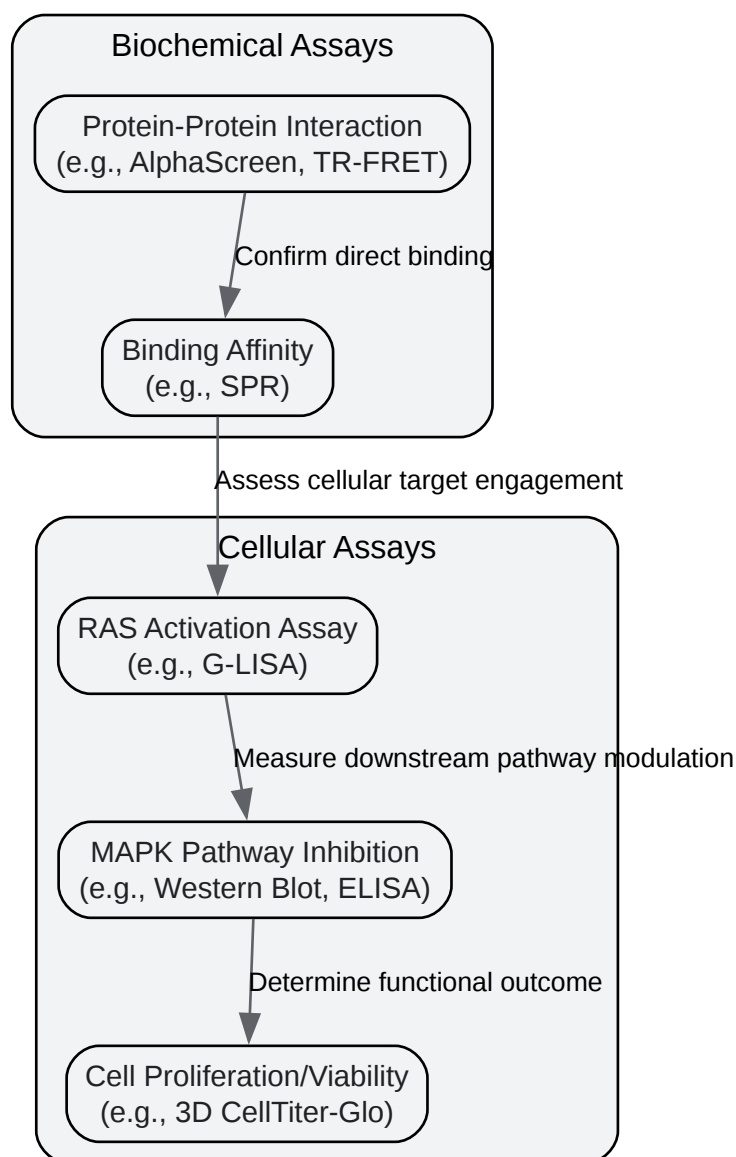 Biochemical Assays
Protein-Protein Interaction
(e.g., AlphaScreen, TR-FRET)
Confirm direct binding
Binding Affinity
(e.g., SPR)
Assess cellular target engagement
Cellular Assays
RAS Activation Assay
(e.g., G-LISA)
Measure downstream pathway modulation
MAPK Pathway Inhibition
(e.g., Western Blot, ELISA)
Determine functional outcome
Cell Proliferation/Viability
(e.g., 3D CellTiter-Glo)